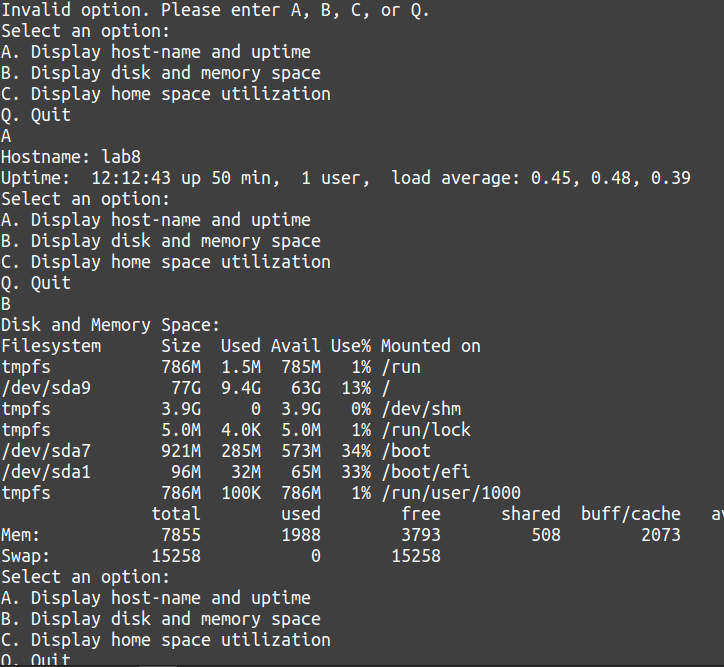 Invalid option. Please enter A, B, C, or Q.
Select an option:
A. Display host-name and uptime
B. Display disk and memory space
C. Display home space utilization
Q. Quit
A
Hostname: lab8
Uptime:  12:12:43 up 50 min,  1 user,  load average: 0.45, 0.48, 0.39
Select an option:
A. Display host-name and uptime
B. Display disk and memory space
C. Display home space utilization
Q. Quit
B
Disk and Memory Space:
Filesystem      Size  Used Avail Use% Mounted on
tmpfs           786M  1.5M  785M   1% /run
/dev/sda9        77G  9.4G   63G  13% /
tmpfs           3.9G     0  3.9G   0% /dev/shm
tmpfs           5.0M  4.0K  5.0M   1% /run/lock
/dev/sda7       921M  285M  573M  34% /boot
/dev/sda1        96M   32M   65M  33% /boot/efi
tmpfs           786M  100K  786M   1% /run/user/1000
               total        used        free      shared  buff/cache
Mem:            7855        1988        3793         508        2073
Swap:          15258           0       15258
Select an option:
A. Display host-name and uptime
B. Display disk and memory space
C. Display home space utilization
Q. Quit